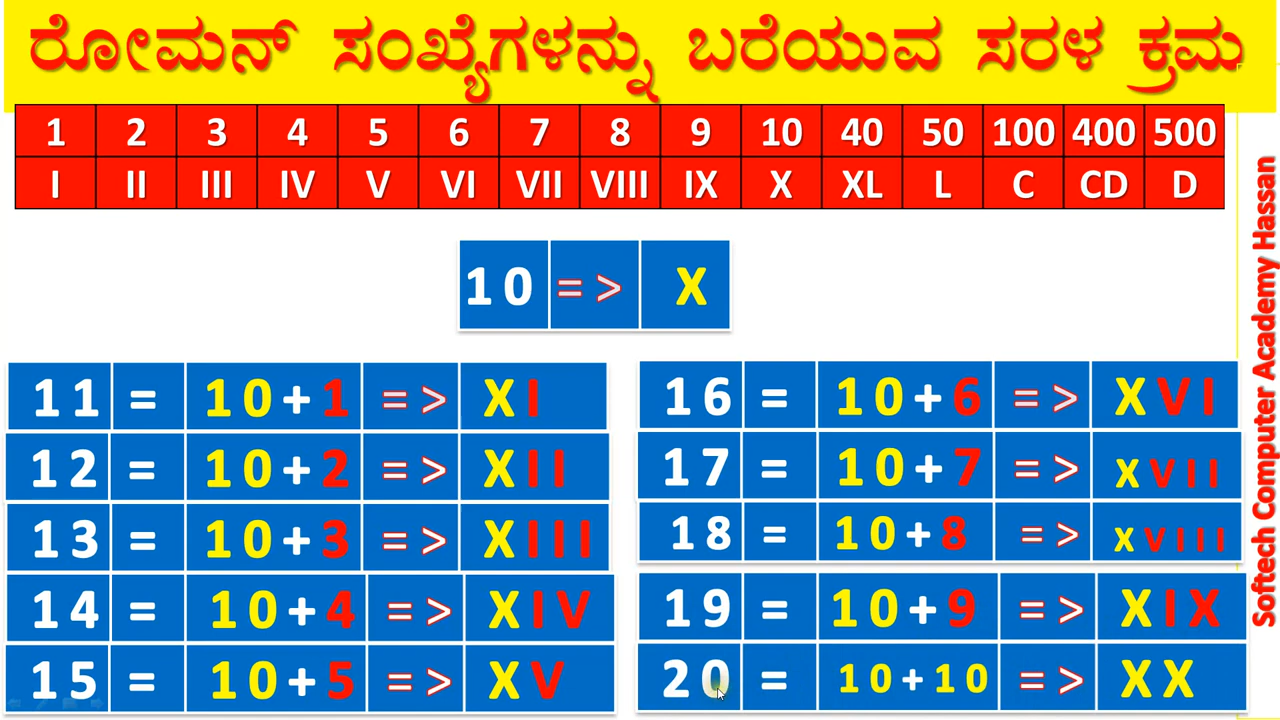 ರೋಮನ್ ಸಂಖ್ಯೆಗಳನ್ನು ಬರೆಯುವ ಸರಳ ಕ್ರಮ
1 2 3 4 5 6 7 8 9 10 40 50 100 400 500
I II III IV V VI VII VIII IX X XL L C CD D
10 => X
11 = 10+1 => XI
12 = 10+2 => XII
13 = 10+3 => XIII
14 = 10+4 => XIV
15 = 10+5 => XV
16 = 10+6 => XVI
17 = 10+7 => XVII
18 = 10+8 => XVIII
19 = 10+9 => XIX
20 = 10+10 => XX
Softech Computer Academy Hassan